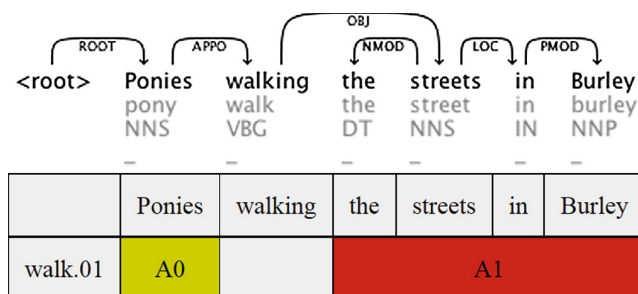 OBJ
ROOT APPO NMOD LOC PMOD
<root> Ponies walking the streets in Burley
pony walk the street in burley
NNS VBG DT NNS IN NNP
_ _ _ _ _ _
Ponies walking the streets in Burley
walk.01 A0 A1